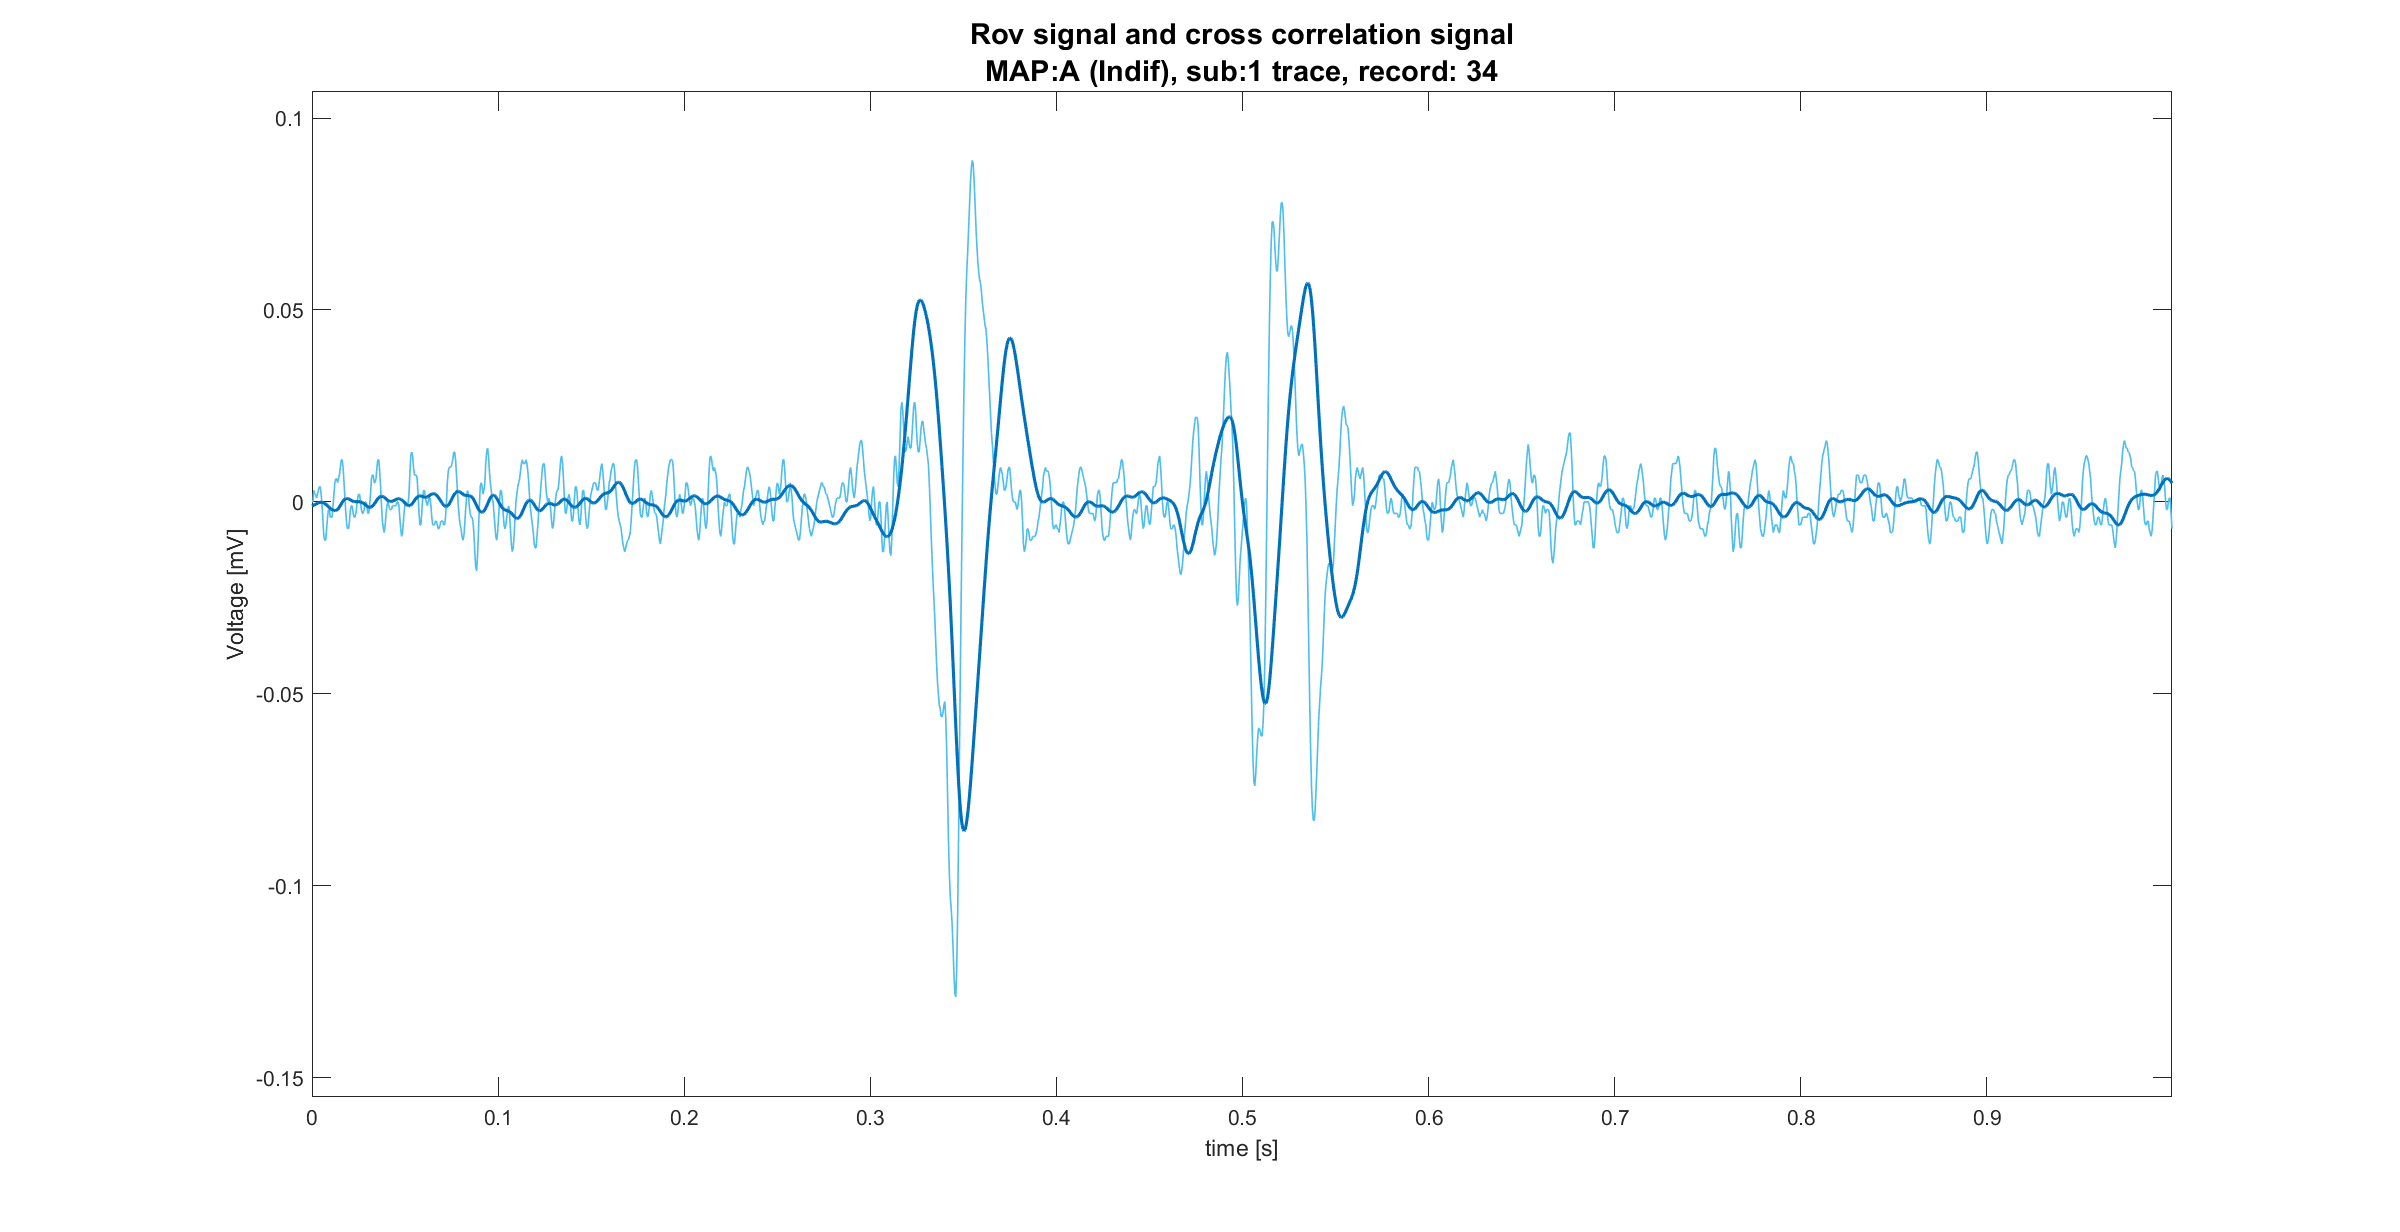 Rov signal and cross correlation signal
MAP:A (Indif), sub:1 trace, record: 34
0.1
0.05
0
-0.05
-0.1
-0.15
Voltage [mV]
0 0.1 0.2 0.3 0.4 0.5 0.6 0.7 0.8 0.9
time [s]